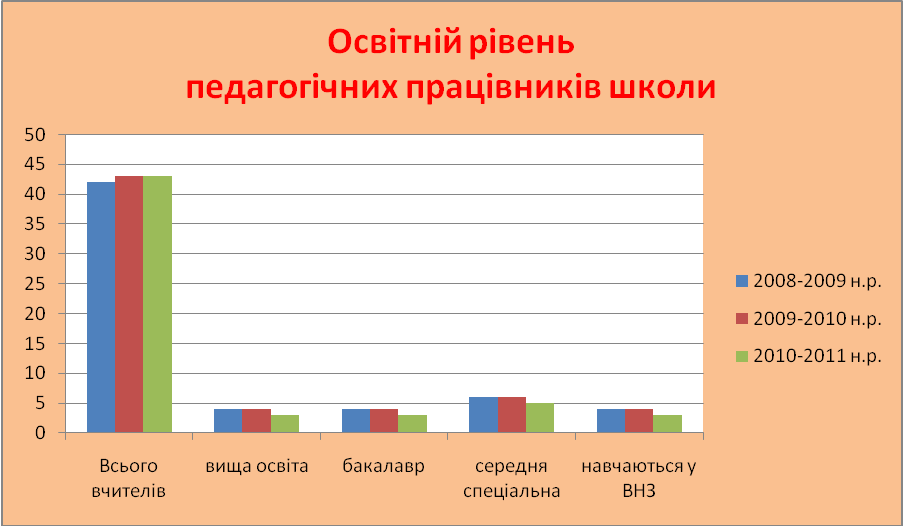 Освітній рівень
педагогічних працівників школи
50
45
40
35
30
25
20
15
10
5
0
Всього
вчителів
вища освіта
бакалавр
середня
спеціальна
навчаються у
ВНЗ
2008-2009 н.р.
2009-2010 н.р.
2010-2011 н.р.